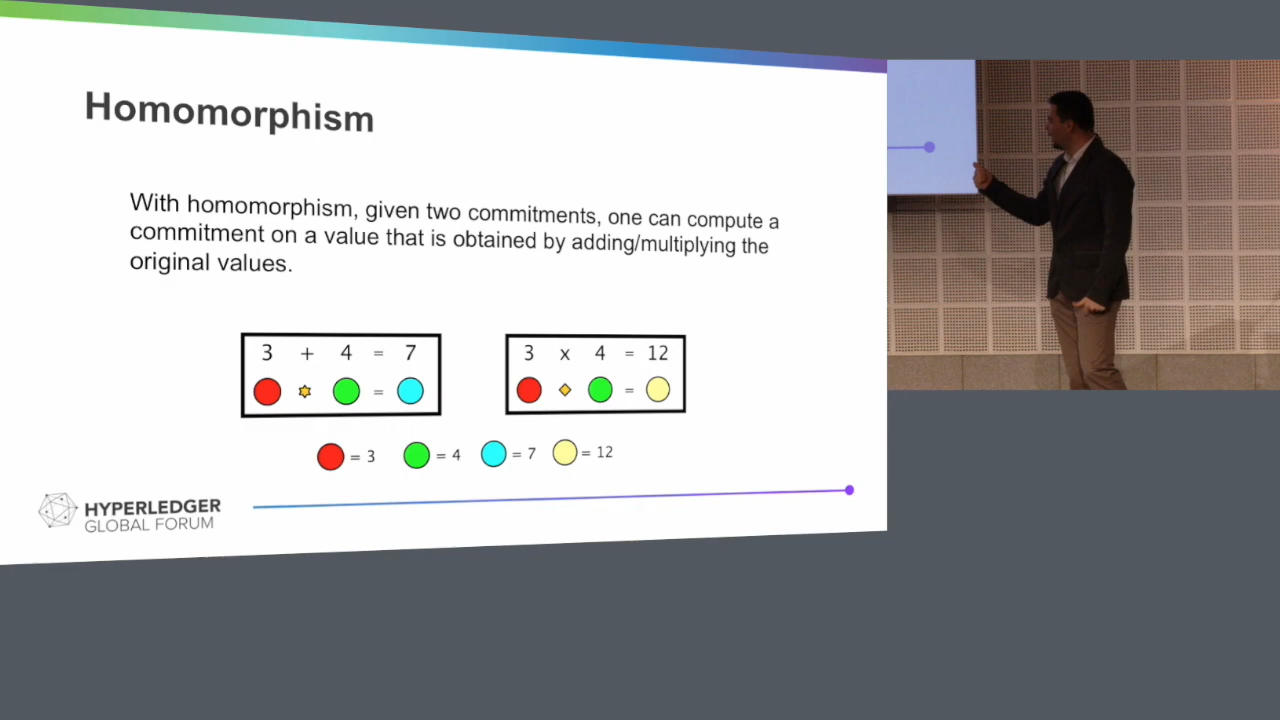 Homomorphism
With homomorphism, given two commitments, one can compute a
commitment on a value that is obtained by adding/multiplying the
original values.
3 + 4 = 7
=
3 x 4 = 12
=
= 3 = 4 = 7 = 12
HYPERLEDGER
GLOBAL FORUM